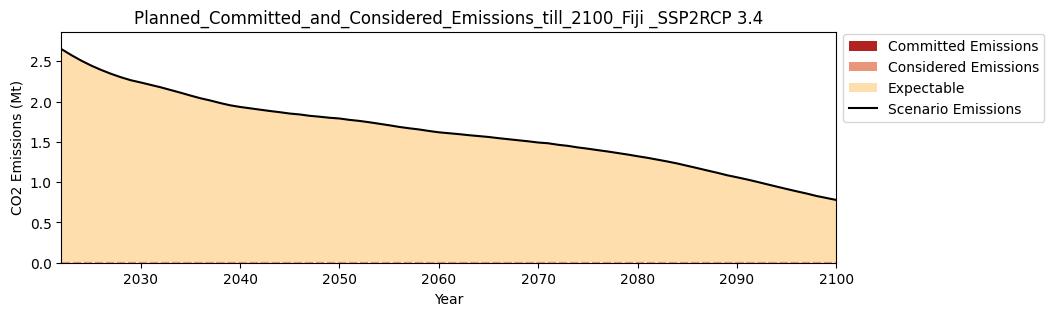 Planned_Committed_and_Considered_Emissions_till_2100_Fiji _SSP2RCP 3.4
CO2 Emissions (Mt)
2.5
2.0
1.5
1.0
0.5
0.0
2030 2040 2050 2060 2070 2080 2090 2100
Year
Committed Emissions
Considered Emissions
Expectable
Scenario Emissions